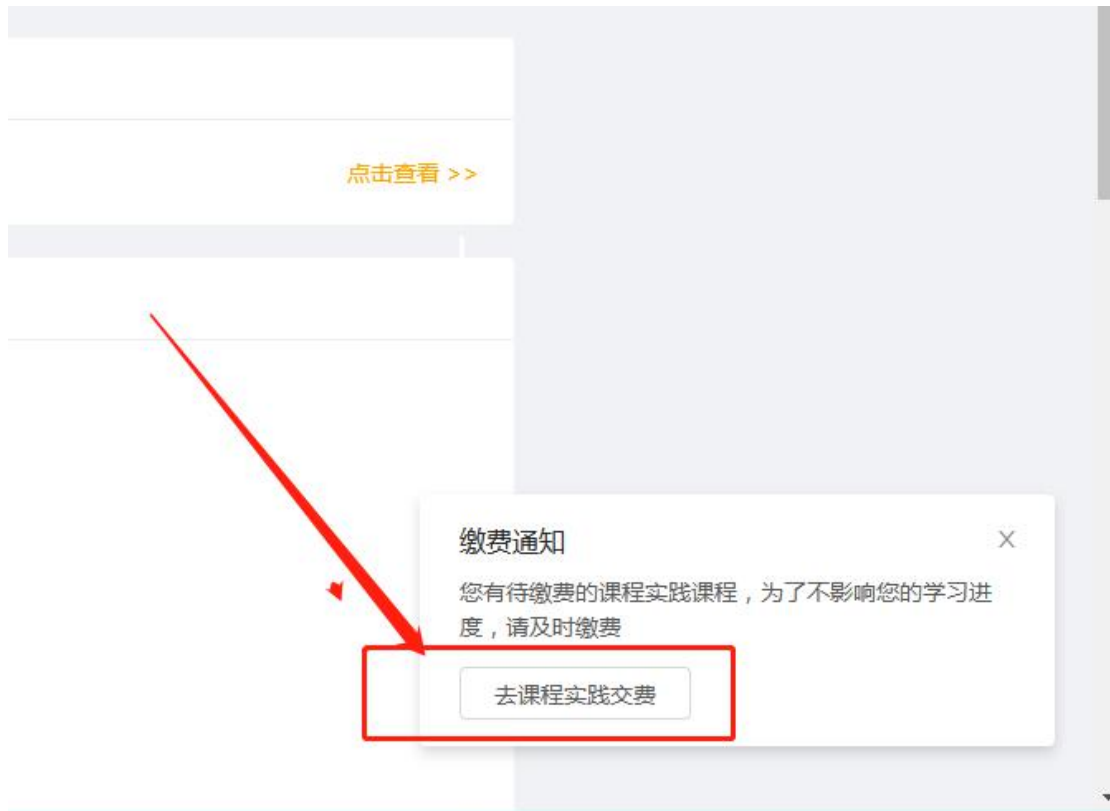 点击查看 >>
缴费通知
X
您有待缴费的课程实践课程，为了不影响您的学习进
度，请及时缴费
去课程实践交费